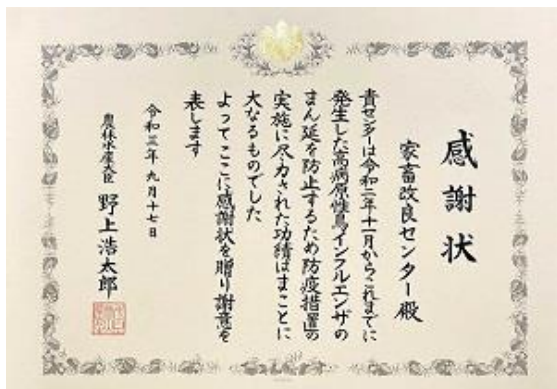 感謝状
家畜改良センター殿
貴センターは令和二年十一月からこれまでに
発生した高病原性鳥インフルエンザの
まん延を防止するため防疫措置の
実施に尽力された功績はまことに
大なるものでした
よってここに感謝状を贈り謝意を
表します
令和三年九月十七日
農林水産大臣 野上浩太郎